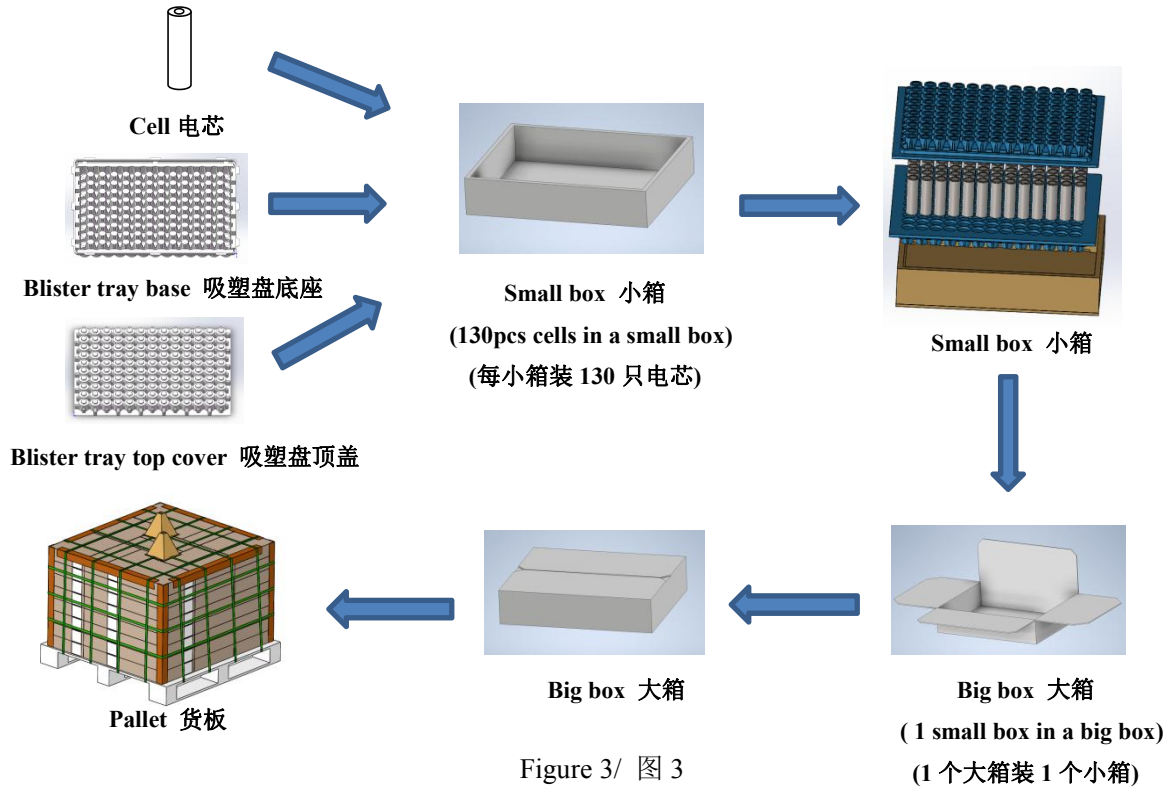 Cell 电芯
Blister tray base 吸塑盘底座
Blister tray top cover 吸塑盘顶盖
Small box 小箱
(130pcs cells in a small box)
(每小箱装 130 只电芯)
Small box 小箱
Big box 大箱
( 1 small box in a big box)
(1 个大箱装 1 个小箱)
Big box 大箱
Pallet 货板
Figure 3/ 图 3